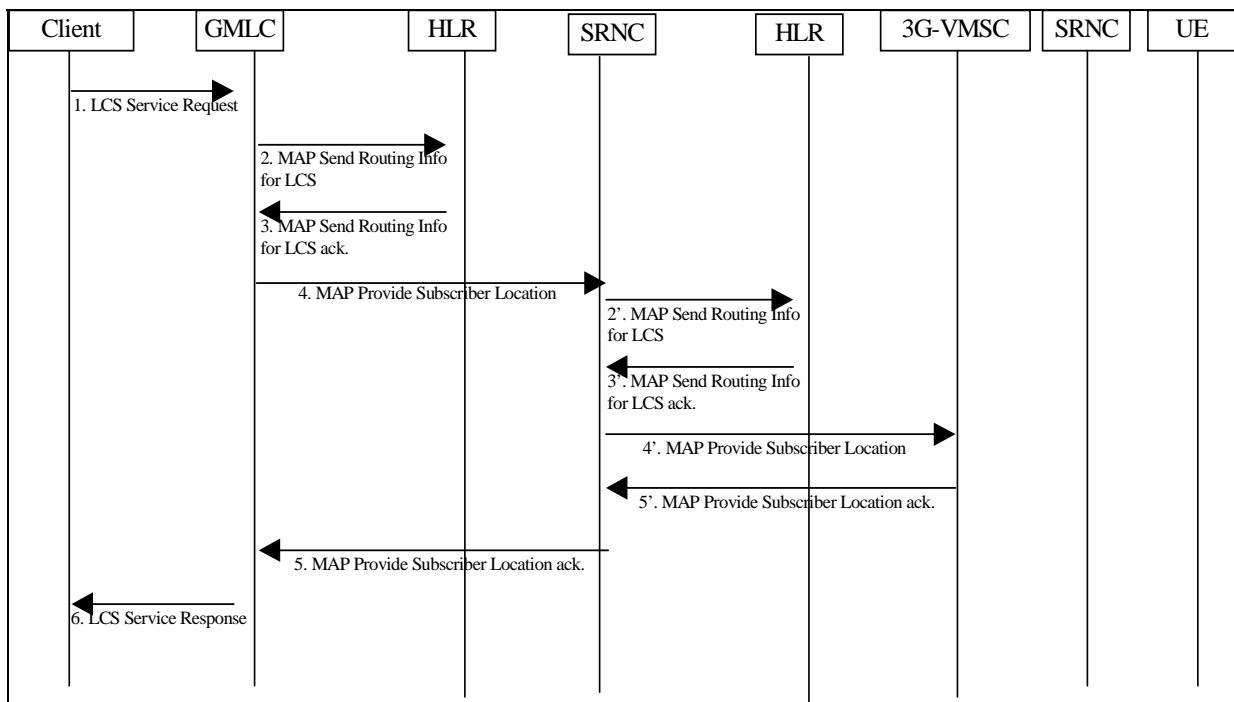 Client
GMLC
HLR
SRNC
HLR
3G-VMSC
SRNC
UE
1. LCS Service Request
2. MAP Send Routing Info
for LCS
3. MAP Send Routing Info
for LCS ack.
4. MAP Provide Subscriber Location
2’. MAP Send Routing Info
for LCS
3’. MAP Send Routing Info
for LCS ack.
4’. MAP Provide Subscriber Location
5’. MAP Provide Subscriber Location ack.
5. MAP Provide Subscriber Location ack.
6. LCS Service Response